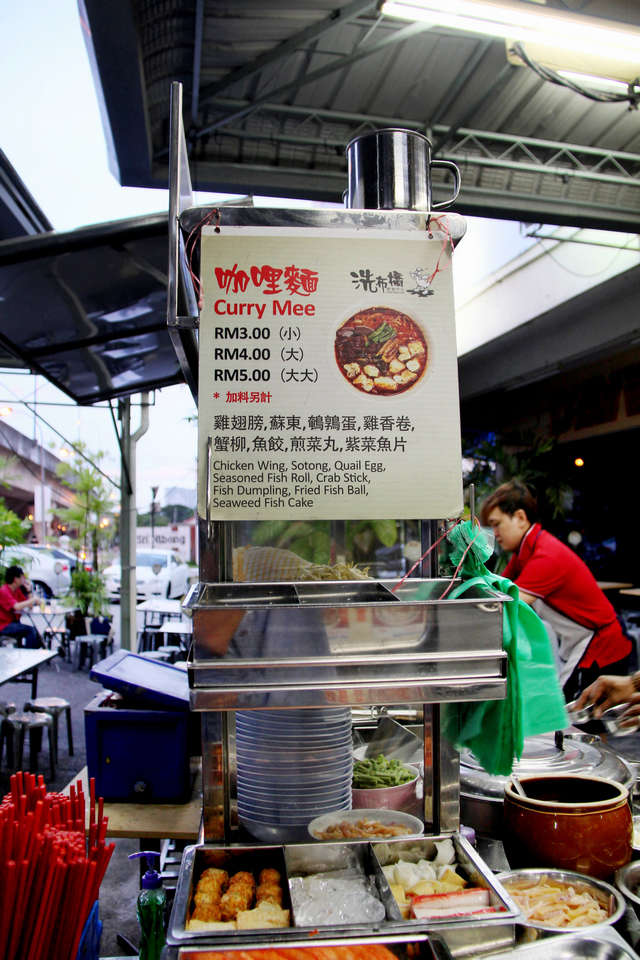 咖哩麵
洗布橋
Curry Mee
RM3.00 (小)
RM4.00 (大)
RM5.00 (大大)
* 加料另計
雞翅膀,蘇東,鵪鶉蛋,雞香卷,
蟹柳,魚餃,煎菜丸,紫菜魚片
Chicken Wing, Sotong, Quail Egg,
Seasoned Fish Roll, Crab Stick,
Fish Dumpling, Fried Fish Ball,
Seaweed Fish Cake